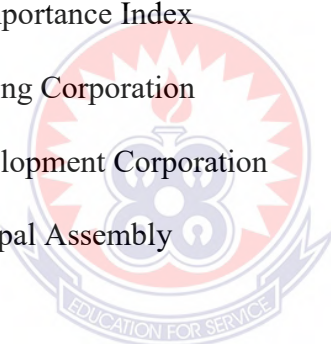 portance Index
ng Corporation
lopment Corporation
pal Assembly
EDUCATION FOR SERVICE